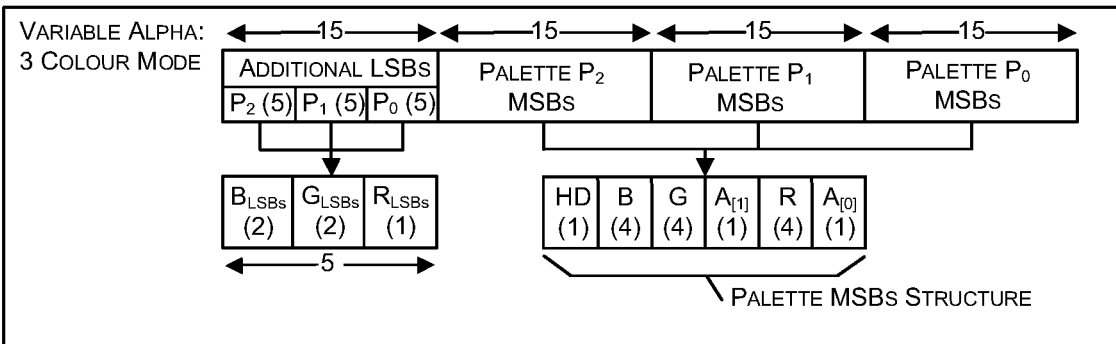 VARIABLE ALPHA:
3 COLOUR MODE
15 15 15 15
ADDITIONAL LSBS
P2 (5) P1 (5) P0 (5)
PALETTE P2
MSBS
PALETTE P1
MSBS
PALETTE P0
MSBS
BLSBs GLSBs RLSBs
(2) (2) (1)
5
HD B G A[1] R A[0]
(1) (4) (4) (1) (4) (1)
PALETTE MSBS STRUCTURE